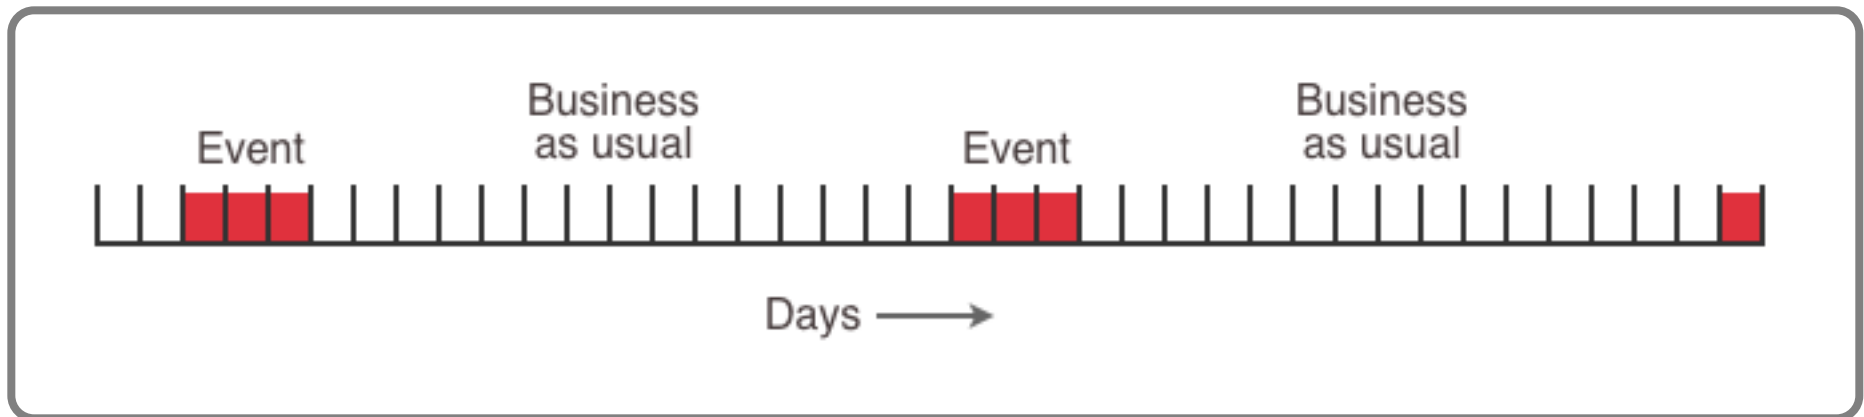 Event
Business
as usual
Event
Business
as usual
Days